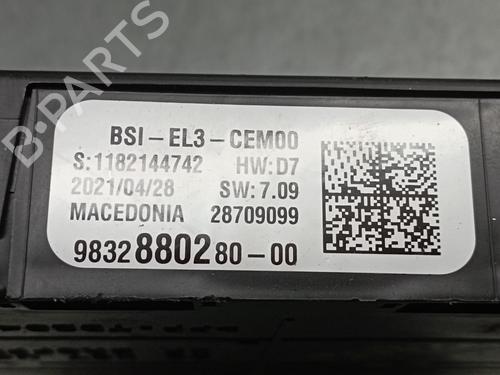 BSI-EL3-CEM00
S:1182144742 HW:D7
2021/04/28 SW:7.09
MACEDONIA 28709099
9832880280-00
B-PARTS